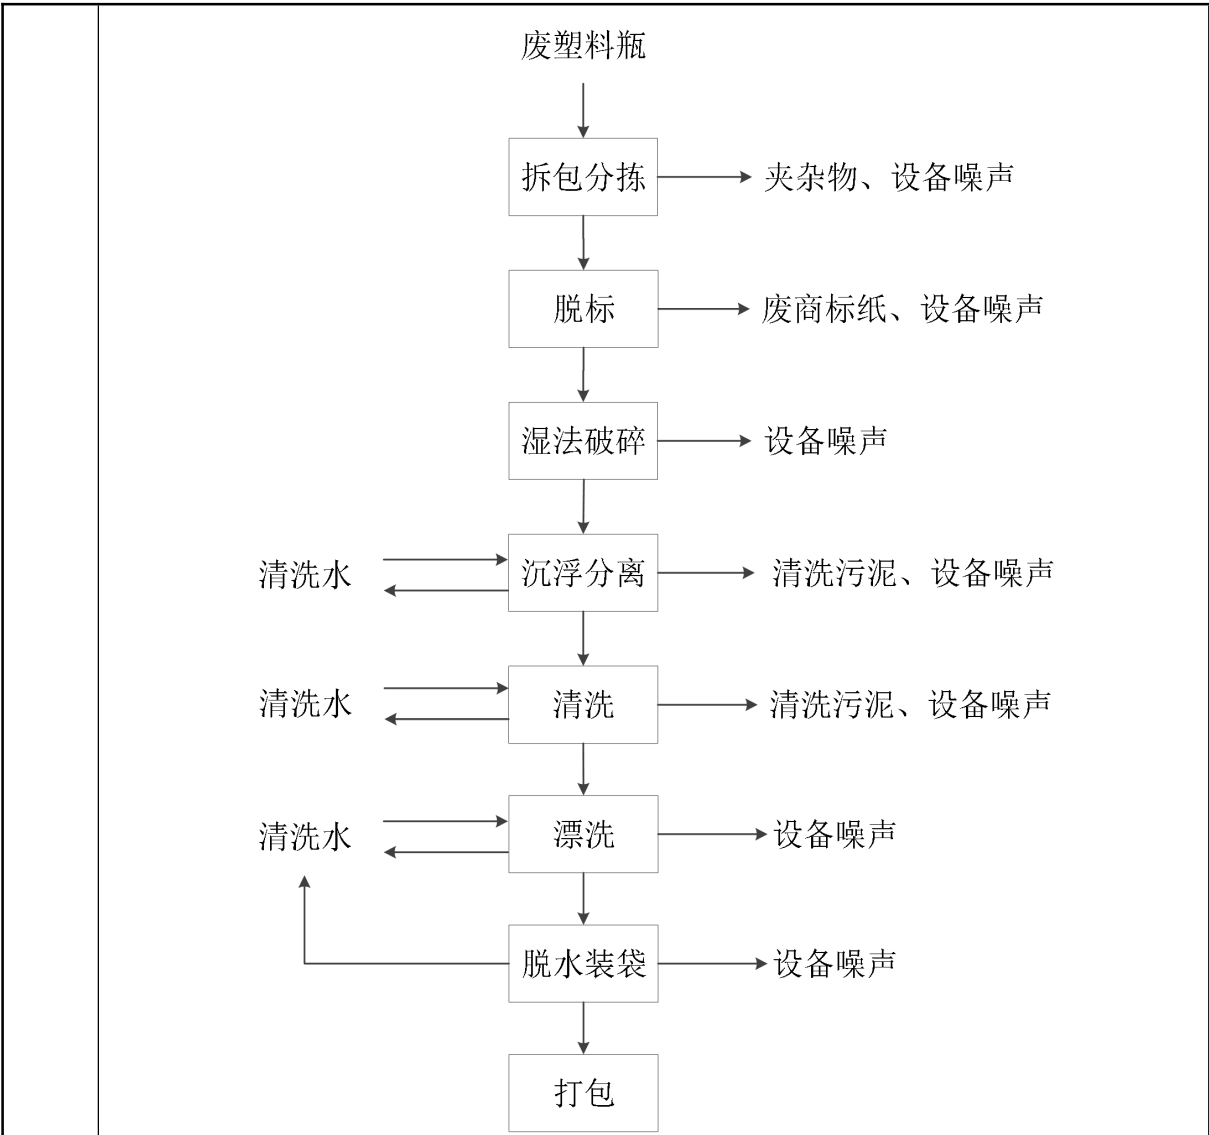 废塑料瓶
拆包分拣
夹杂物、设备噪声
脱标
废商标纸、设备噪声
湿法破碎
设备噪声
清洗水
沉浮分离
清洗污泥、设备噪声
清洗水
清洗
清洗污泥、设备噪声
清洗水
漂洗
设备噪声
脱水装袋
设备噪声
打包